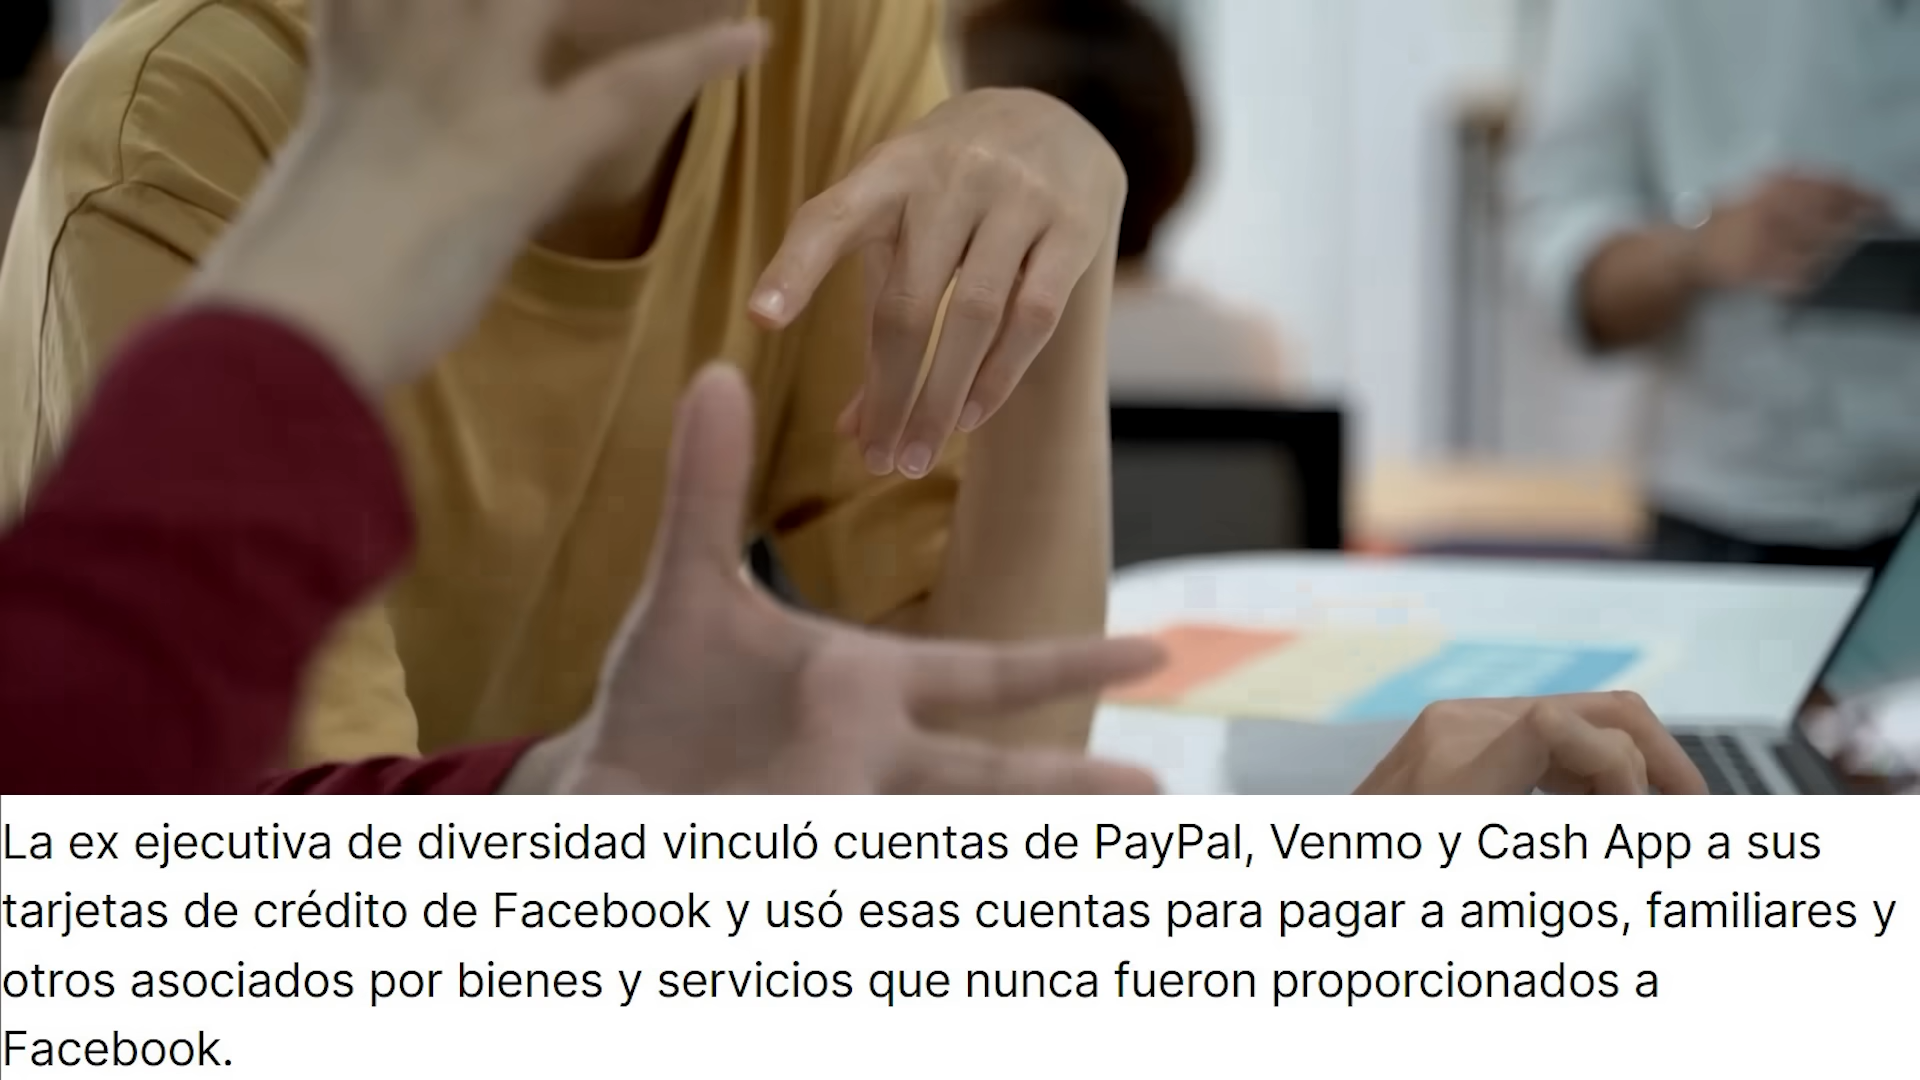 La ex ejecutiva de diversidad vinculó cuentas de PayPal, Venmo y Cash App a sus
tarjetas de crédito de Facebook y usó esas cuentas para pagar a amigos, familiares y
otros asociados por bienes y servicios que nunca fueron proporcionados a
Facebook.